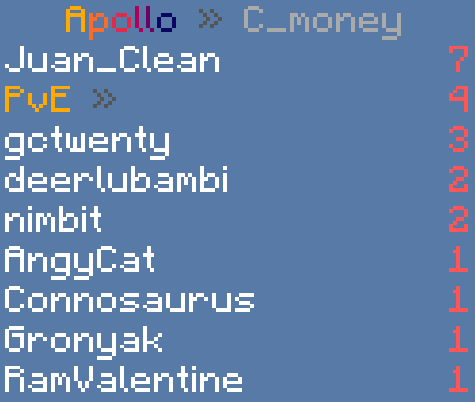 Apollo » C_money
Juan_Clean 7
PvE » 4
gotwenty 3
deerlubambi 2
nimbit 2
AngyCat 1
Connosaurus 1
Gronyak 1
RamValentine 1